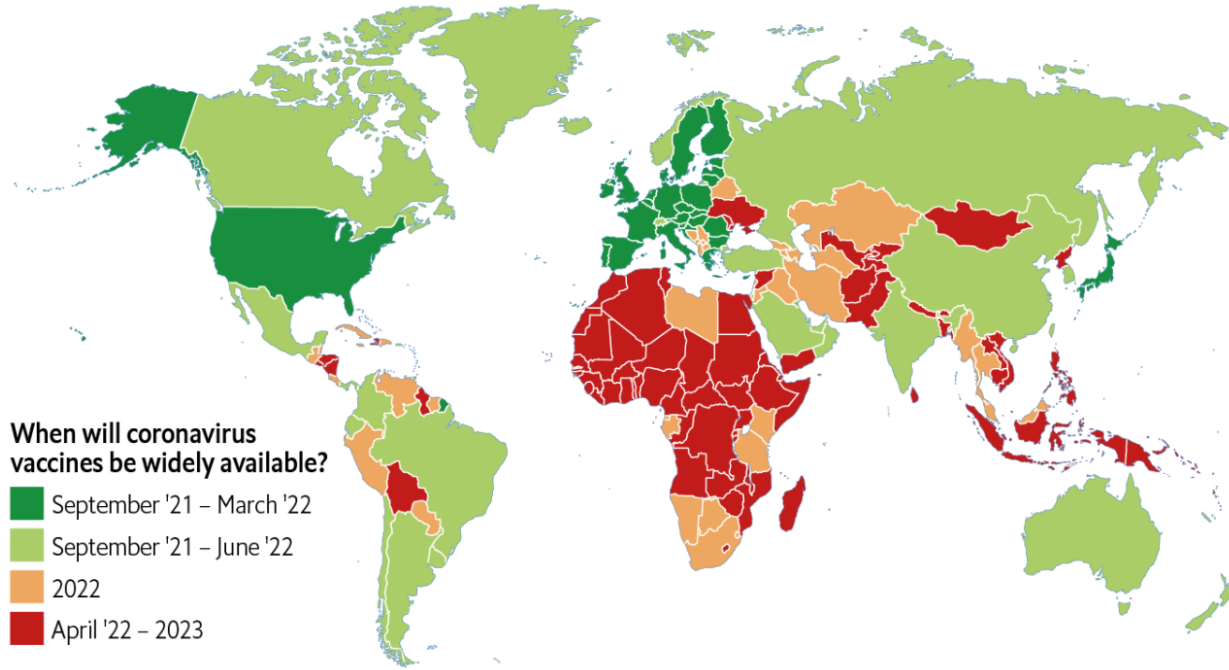 When will coronavirus
vaccines be widely available?
September '21 – March '22
September '21 – June '22
2022
April '22 – 2023